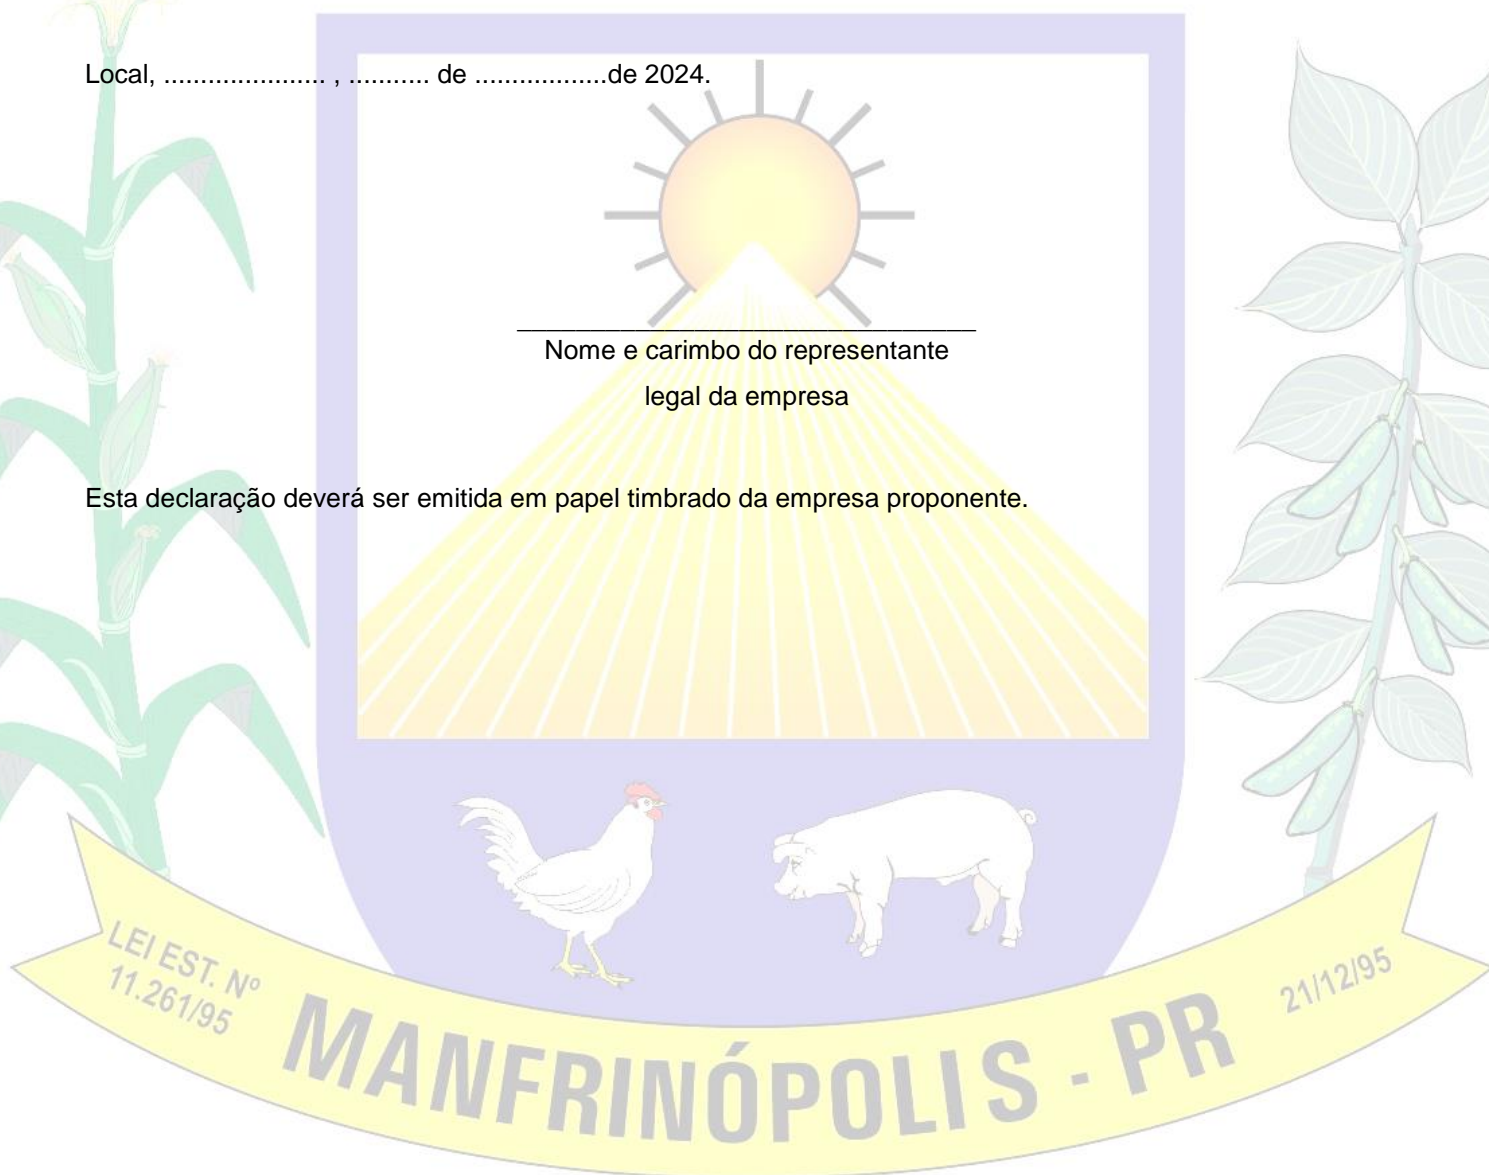 Local, ...................... , ........... de ..................de 2024.
__________________________________
Nome e carimbo do representante
legal da empresa
Esta declaração deverá ser emitida em papel timbrado da empresa proponente.
LEI EST. Nº
11.261/95
MANFRINÓPOLIS - PR
21/12/95